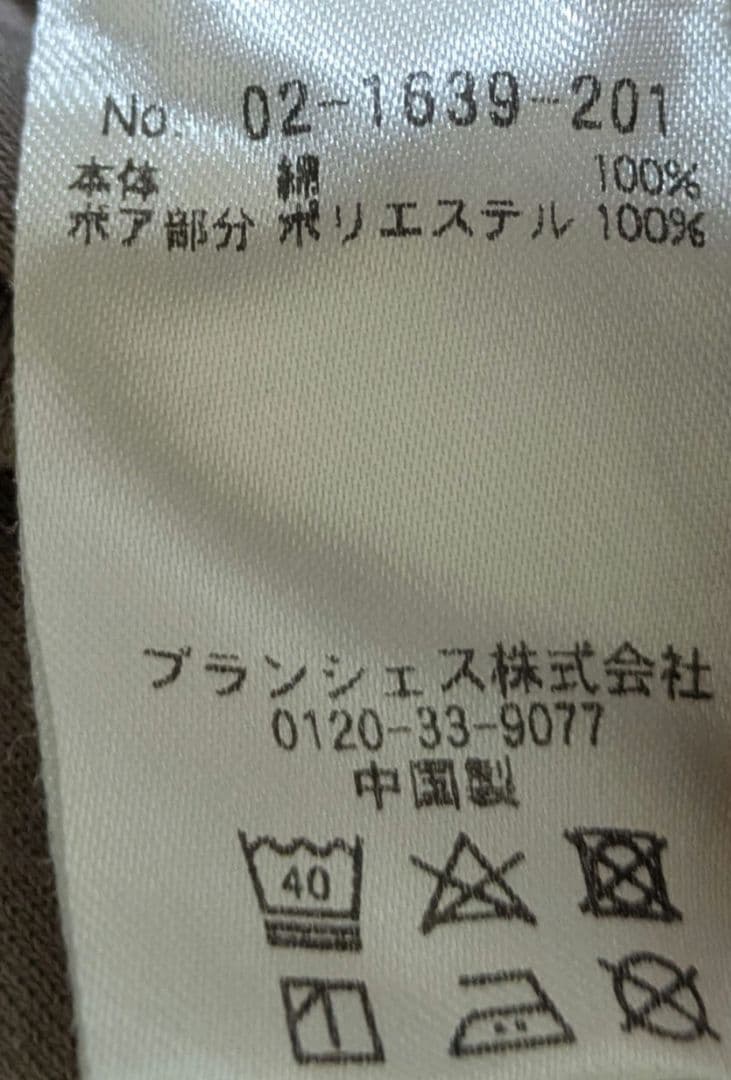 No. 02-1639-201
本体 綿 100%
ボア部分 ポリエステル 100%
ブランシェス株式会社
0120-33-9077
中国製
40